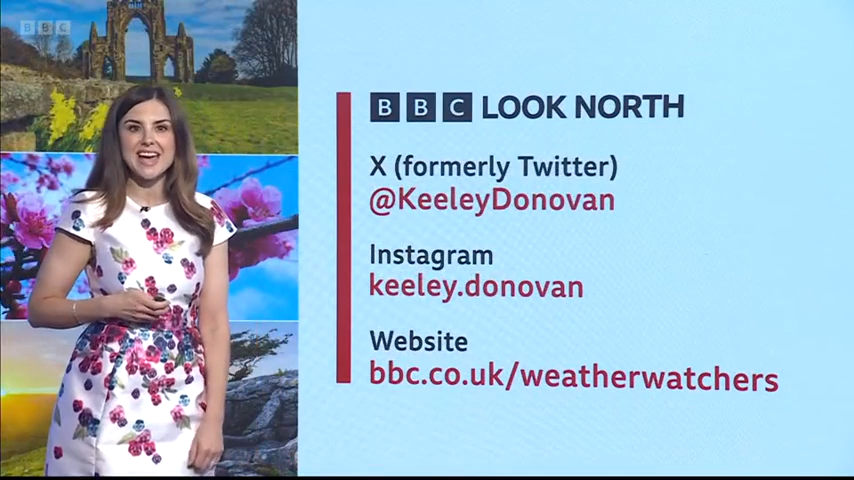 BBC
BBC LOOK NORTH
X (formerly Twitter)
@KeeleyDonovan
Instagram
keeley.donovan
Website
bbc.co.uk/weatherwatchers